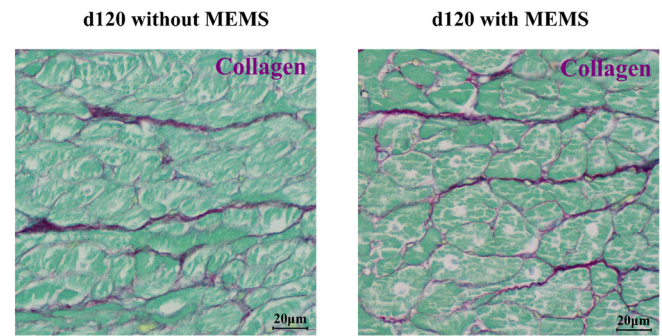 d120 without MEMS
d120 with MEMS
Collagen
Collagen
20μm
20μm